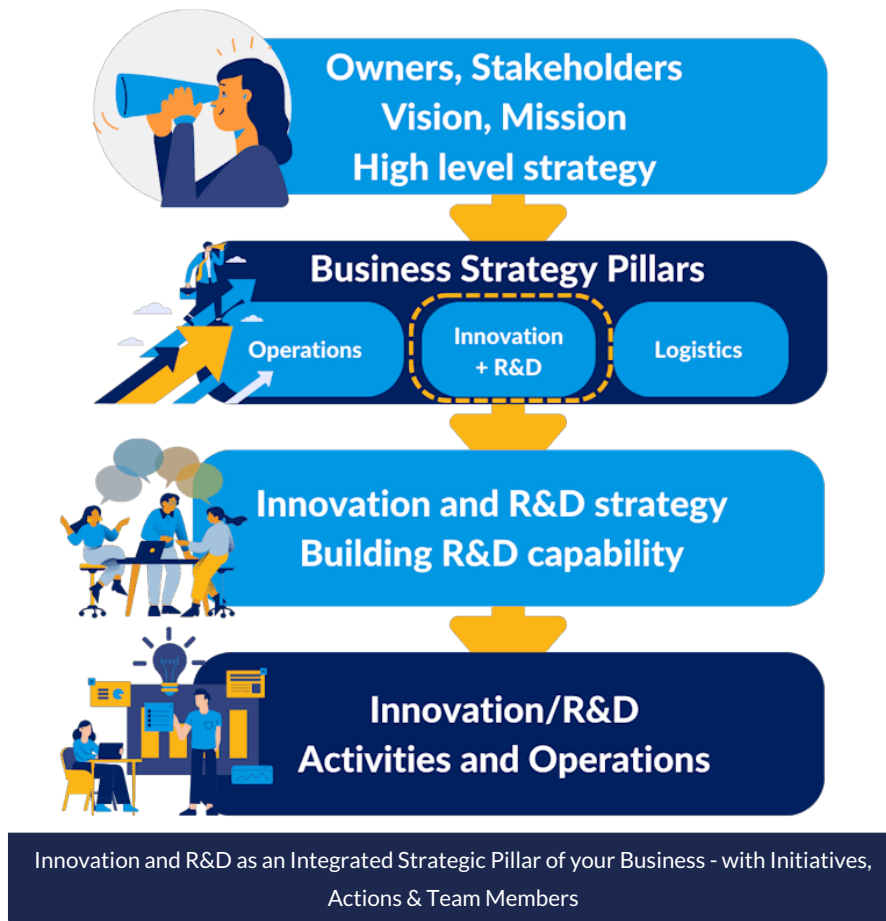 Owners, Stakeholders
Vision, Mission
High level strategy
Business Strategy Pillars
Operations
Innovation
+ R&D
Logistics
Innovation and R&D strategy
Building R&D capability
Innovation/R&D
Activities and Operations
Innovation and R&D as an Integrated Strategic Pillar of your Business - with Initiatives,
Actions & Team Members